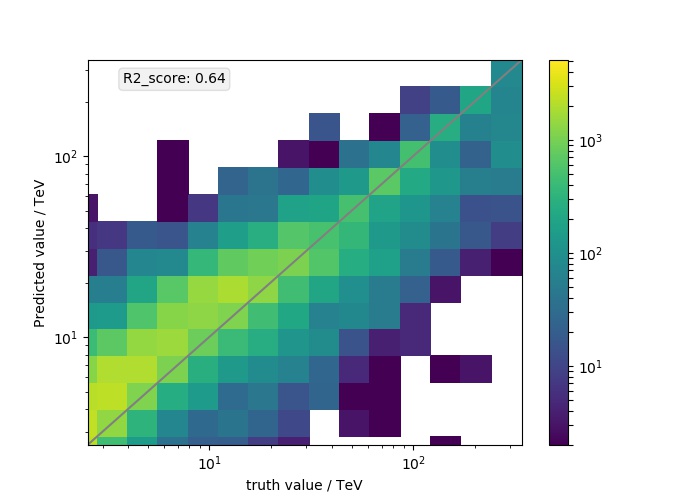 R2_score: 0.64
Predicted value / TeV
10²
10¹
10¹
10²
truth value / TeV
10³
10²
10¹